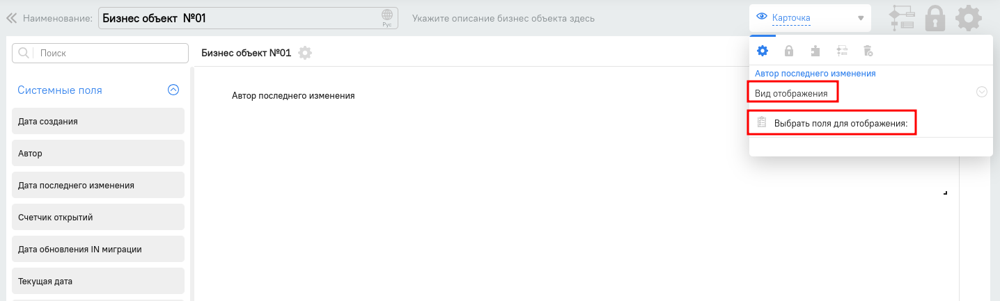 Наименование: Бизнес объект №01 Рус Укажите описание бизнес объекта здесь Карточка
Поиск
Бизнес объект №01
Системные поля
Дата создания
Автор
Дата последнего изменения
Счетчик открытий
Дата обновления IN миграции
Текущая дата
Автор последнего изменения
Автор последнего изменения
Вид отображения
Выбрать поля для отображения: